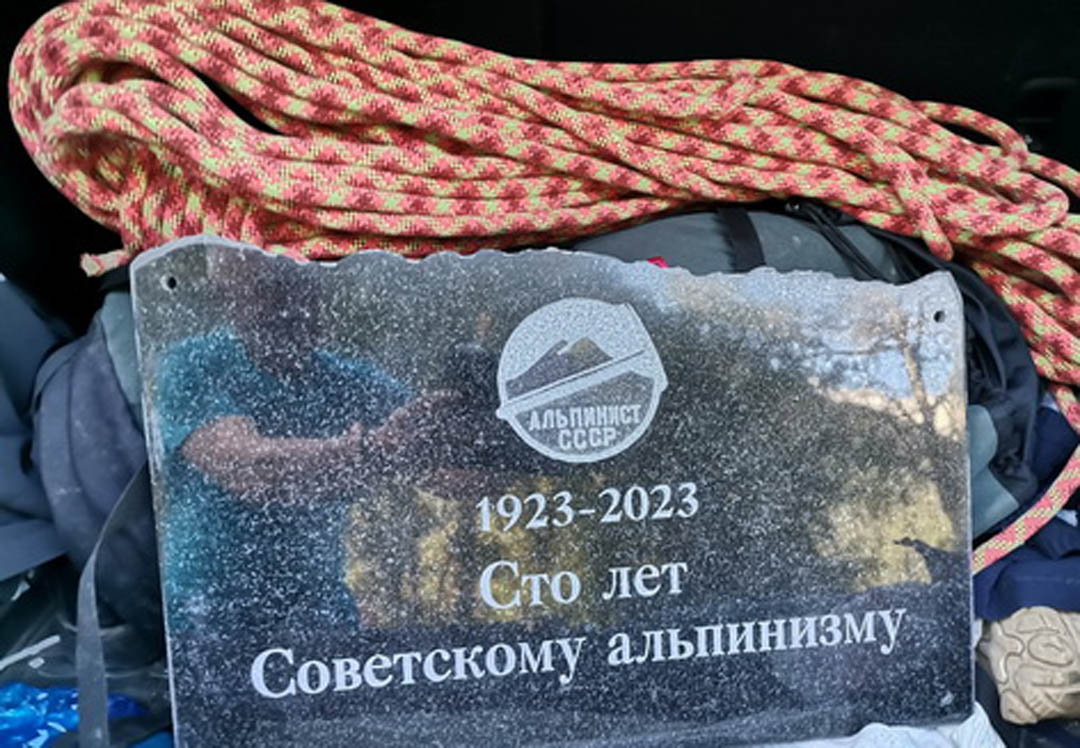 АЛЬПИНИСТ
СССР
1923-2023
Сто лет
Советскому альпинизму